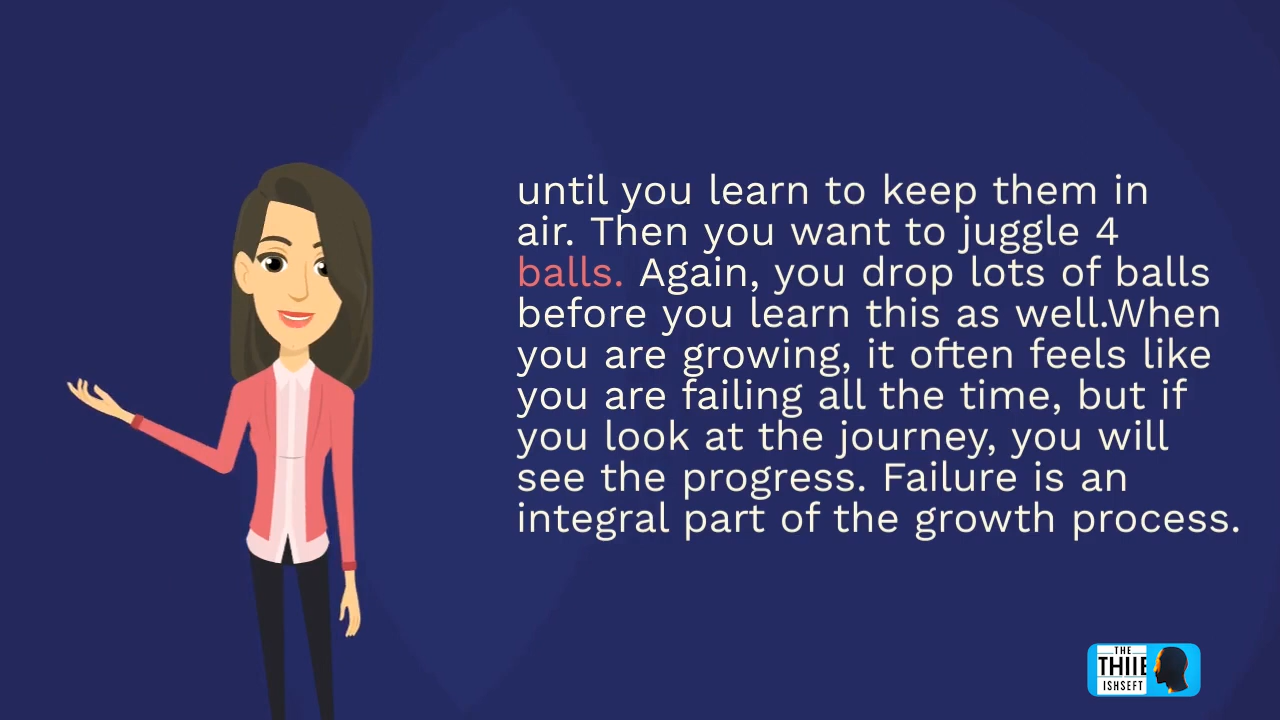 until you learn to keep them in
air. Then you want to juggle 4
balls. Again, you drop lots of balls
before you learn this as well.When
you are growing, it often feels like
you are failing all the time, but if
you look at the journey, you will
see the progress. Failure is an
integral part of the growth process.
THE
THIIE
ISHSEFT